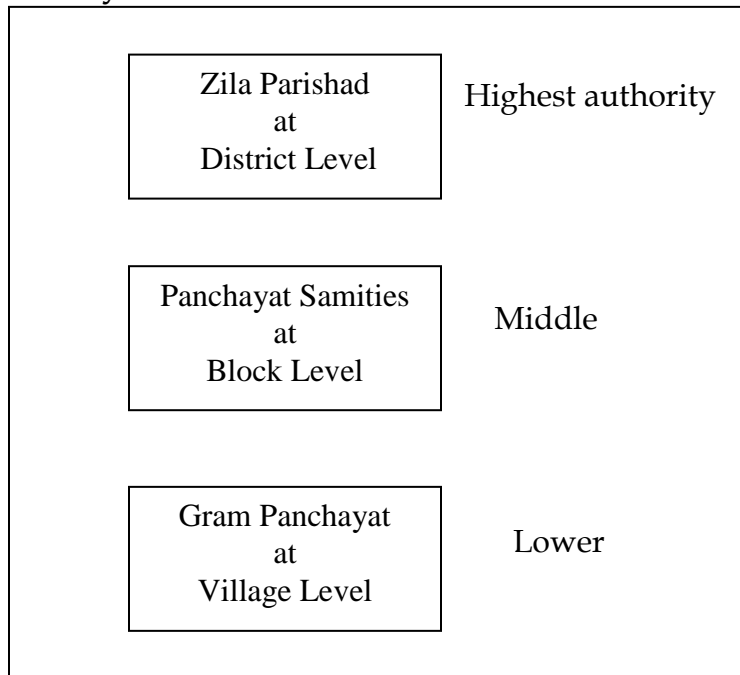 Zila Parishad
at
District Level
Highest authority
Panchayat Samities
at
Block Level
Middle
Gram Panchayat
at
Village Level
Lower